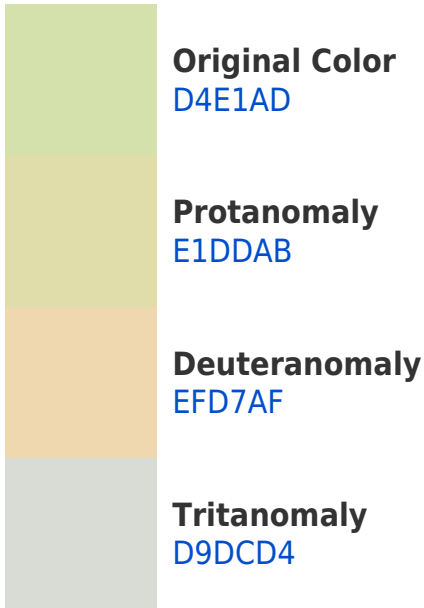 Original Color
D4E1AD
Protanomaly
E1DDAB
Deuteranomaly
EFD7AF
Tritanomaly
D9DCD4